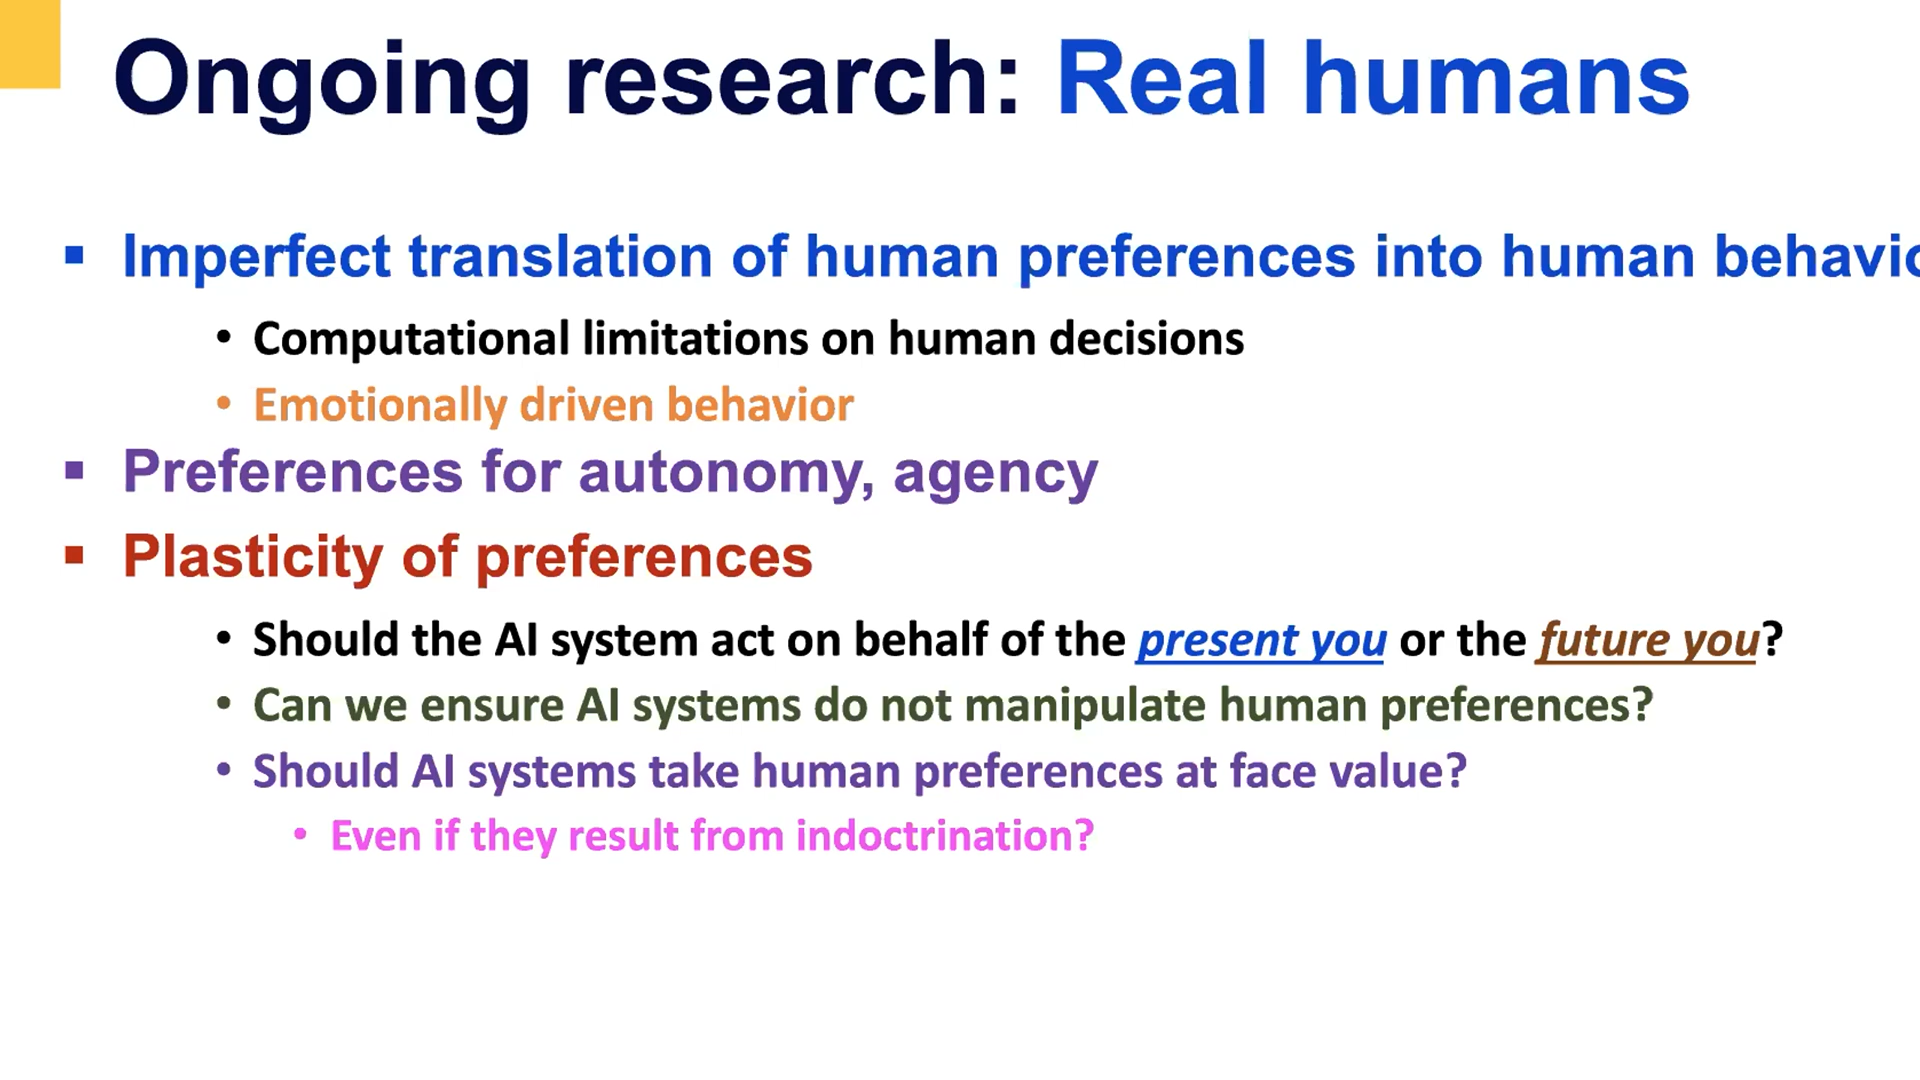 Ongoing research: Real humans
▪ Imperfect translation of human preferences into human behavio
• Computational limitations on human decisions
• Emotionally driven behavior
▪ Preferences for autonomy, agency
▪ Plasticity of preferences
• Should the AI system act on behalf of the present you or the future you?
• Can we ensure AI systems do not manipulate human preferences?
• Should AI systems take human preferences at face value?
• Even if they result from indoctrination?